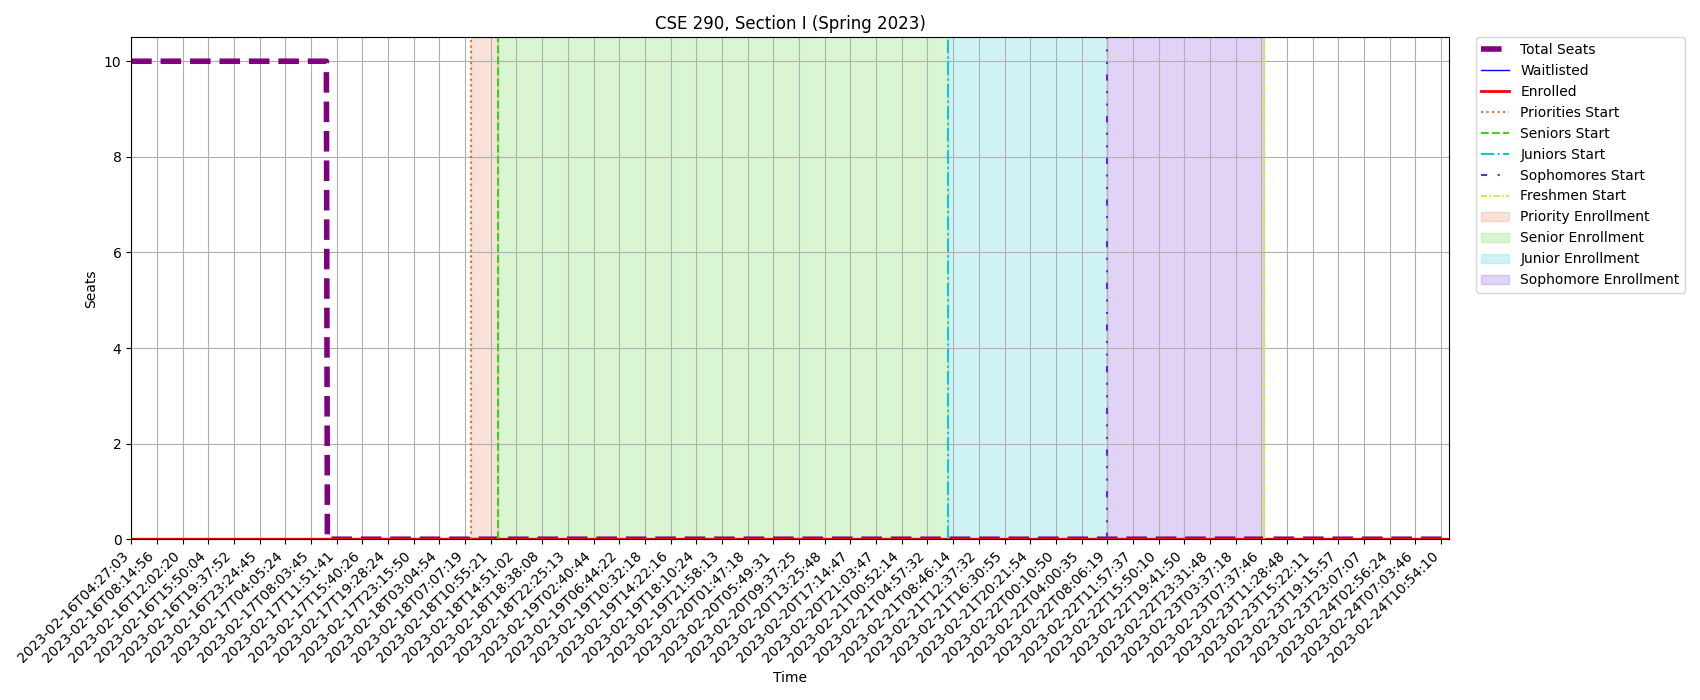 CSE 290, Section I (Spring 2023)
Total Seats
Waitlisted
Enrolled
Priorities Start
Seniors Start
Juniors Start
Sophomores Start
Freshmen Start
Priority Enrollment
Senior Enrollment
Junior Enrollment
Sophomore Enrollment
10
8
6
4
2
0
Seats
2023-02-16T04:27:03
2023-02-16T08:14:56
2023-02-16T12:02:20
2023-02-16T15:50:04
2023-02-16T19:37:52
2023-02-16T23:24:45
2023-02-17T04:05:24
2023-02-17T08:03:45
2023-02-17T11:51:41
2023-02-17T15:40:26
2023-02-17T19:28:24
2023-02-17T23:15:50
2023-02-18T03:04:54
2023-02-18T07:07:19
2023-02-18T10:55:21
2023-02-18T14:51:02
2023-02-18T18:38:08
2023-02-18T22:25:13
2023-02-19T02:40:44
2023-02-19T06:44:22
2023-02-19T10:32:18
2023-02-19T14:22:16
2023-02-19T18:10:24
2023-02-19T21:58:13
2023-02-20T01:47:18
2023-02-20T05:49:31
2023-02-20T09:37:25
2023-02-20T13:25:48
2023-02-20T17:14:47
2023-02-20T21:03:47
2023-02-21T00:52:14
2023-02-21T04:57:32
2023-02-21T08:46:14
2023-02-21T12:37:32
2023-02-21T16:30:55
2023-02-21T20:21:54
2023-02-22T00:10:50
2023-02-22T04:00:35
2023-02-22T08:06:19
2023-02-22T11:57:37
2023-02-22T15:50:10
2023-02-22T19:41:50
2023-02-22T23:31:48
2023-02-23T03:37:18
2023-02-23T07:37:46
2023-02-23T11:28:48
2023-02-23T15:22:11
2023-02-23T19:15:57
2023-02-23T23:07:07
2023-02-24T02:56:24
2023-02-24T07:03:46
2023-02-24T10:54:10
Time